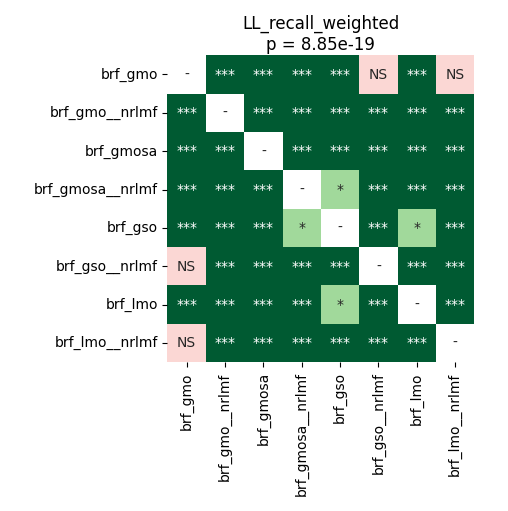 LL_recall_weighted
p = 8.85e-19
brf_gmo - *** *** *** *** NS *** NS
brf_gmo__nrlmf *** - *** *** *** *** *** ***
brf_gmosa *** *** - *** *** *** *** ***
brf_gmosa__nrlmf *** *** *** - * *** *** ***
brf_gso *** *** *** * - *** * ***
brf_gso__nrlmf NS *** *** *** *** - *** ***
brf_lmo *** *** *** *** * *** - ***
brf_lmo__nrlmf NS *** *** *** *** *** *** -
brf_gmo
brf_gmo__nrlmf
brf_gmosa
brf_gmosa__nrlmf
brf_gso
brf_gso__nrlmf
brf_lmo
brf_lmo__nrlmf